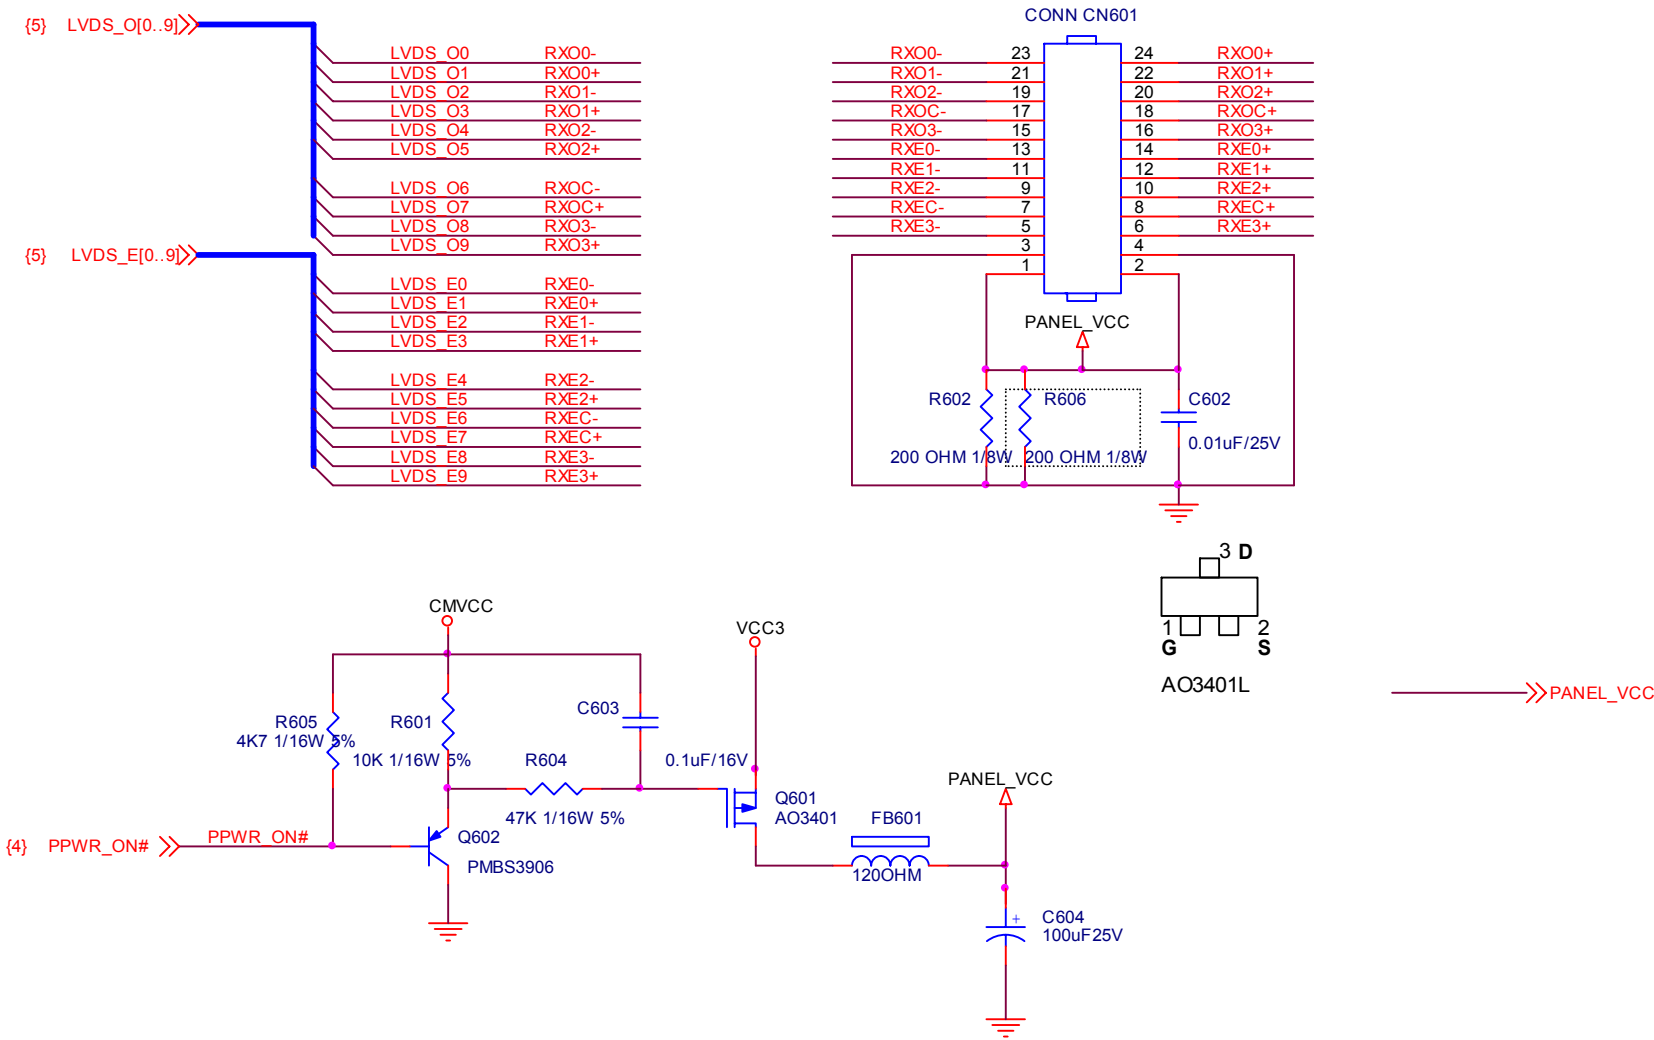 {5} LVDS_O[0..9]
LVDS_O0 RXO0-
LVDS_O1 RXO0+
LVDS_O2 RXO1-
LVDS_O3 RXO1+
LVDS_O4 RXO2-
LVDS_O5 RXO2+
LVDS_O6 RXOC-
LVDS_O7 RXOC+
LVDS_O8 RXO3-
LVDS_O9 RXO3+
{5} LVDS_E[0..9]
LVDS_E0 RXE0-
LVDS_E1 RXE0+
LVDS_E2 RXE1-
LVDS_E3 RXE1+
LVDS_E4 RXE2-
LVDS_E5 RXE2+
LVDS_E6 RXEC-
LVDS_E7 RXEC+
LVDS_E8 RXE3-
LVDS_E9 RXE3+
CONN CN601
RXO0- 23 24 RXO0+
RXO1- 21 22 RXO1+
RXO2- 19 20 RXO2+
RXOC- 17 18 RXOC+
RXO3- 15 16 RXO3+
RXE0- 13 14 RXE0+
RXE1- 11 12 RXE1+
RXE2- 9 10 RXE2+
RXEC- 7 8 RXEC+
RXE3- 5 6 RXE3+
3 4
1 2
PANEL_VCC
R602 R606 C602
200 OHM 1/8W 200 OHM 1/8W 0.01uF/25V
3 D
1 2
G S
AO3401L
PANEL_VCC
CMVCC
VCC3
R605 R601 C603
4K7 1/16W 5%
10K 1/16W 5% R604 0.1uF/16V
47K 1/16W 5%
Q601
AO3401
PANEL_VCC
FB601
120OHM
{4} PPWR_ON# PPWR_ON#
Q602
PMBS3906
+ C604
100uF25V